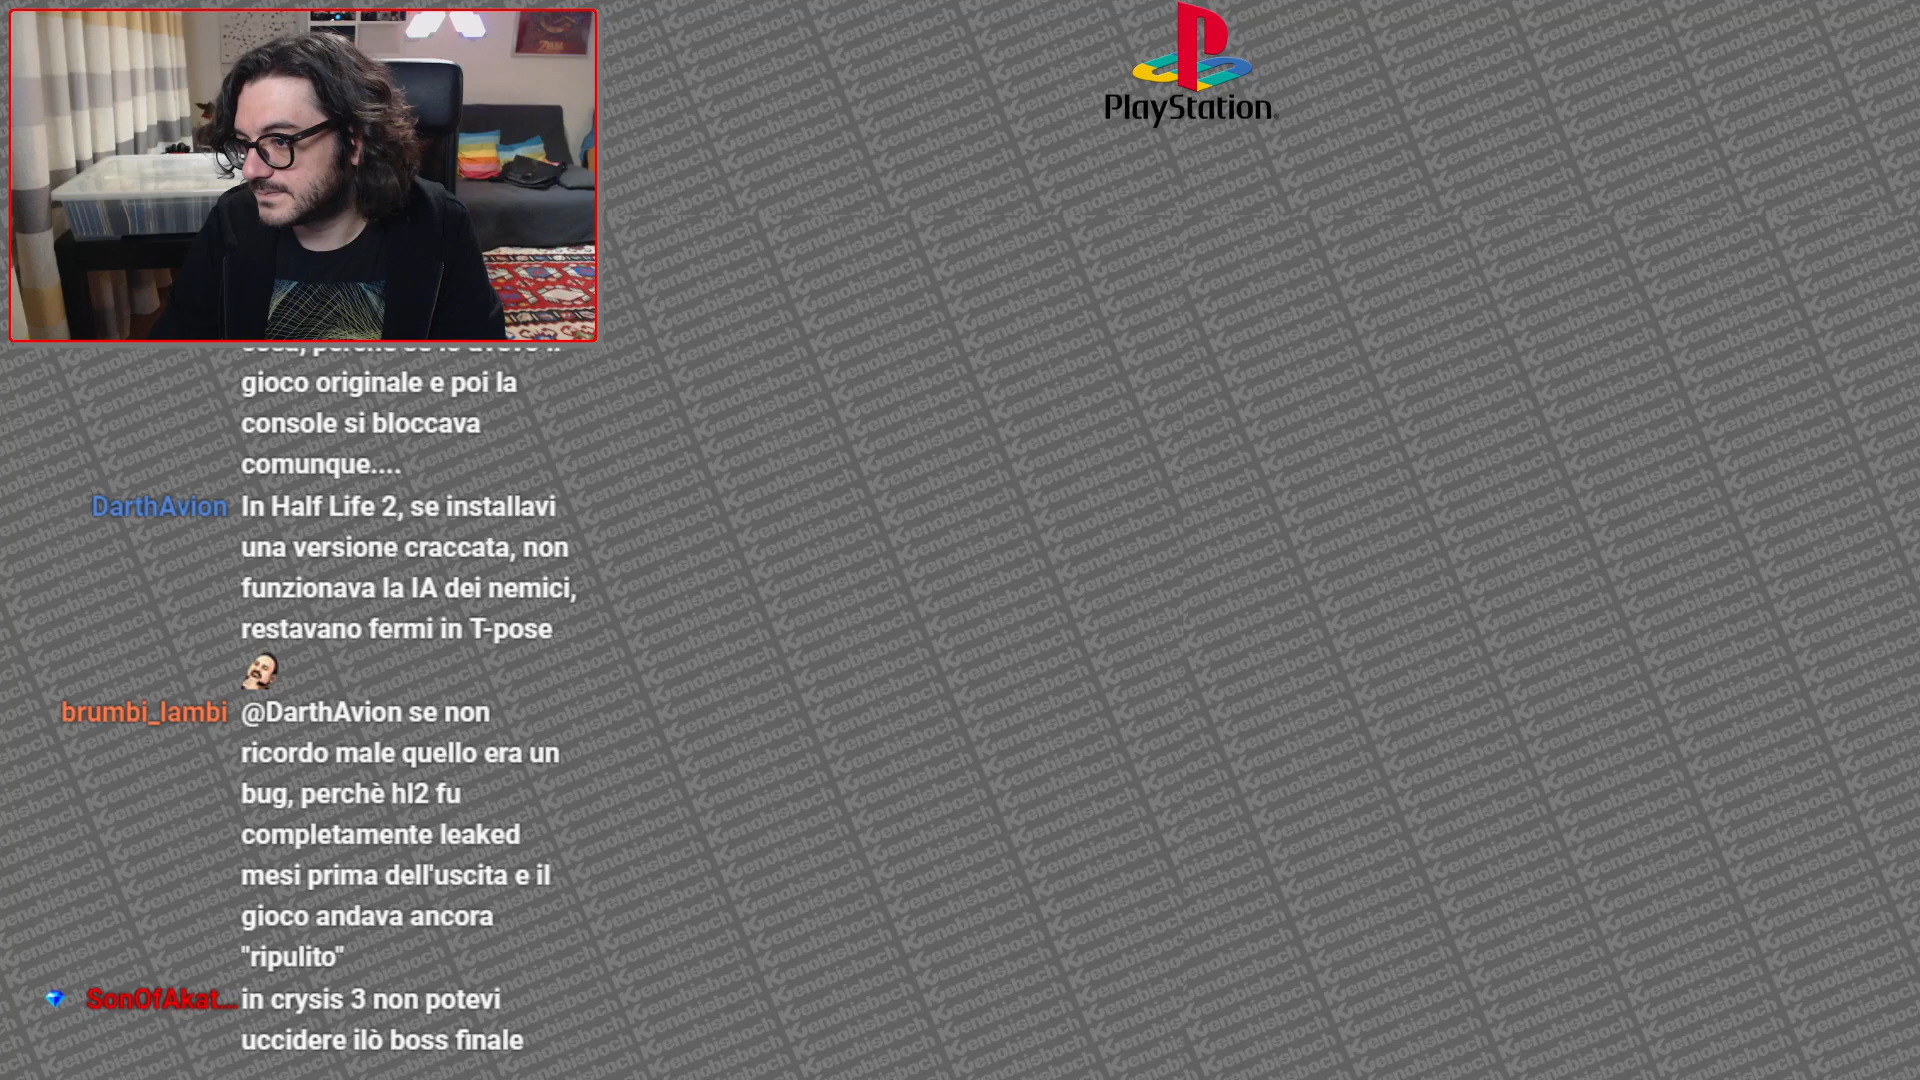 PlayStation
gioco originale e poi la
console si bloccava
comunque....
DarthAvion In Half Life 2, se installavi
una versione craccata, non
funzionava la IA dei nemici,
restavano fermi in T-pose
brumbi_lambi @DarthAvion se non
ricordo male quello era un
bug, perchè hl2 fu
completamente leaked
mesi prima dell'uscita e il
gioco andava ancora
"ripulito"
SonOfAkat... in crysis 3 non potevi
uccidere ilò boss finale
Kenobisboch